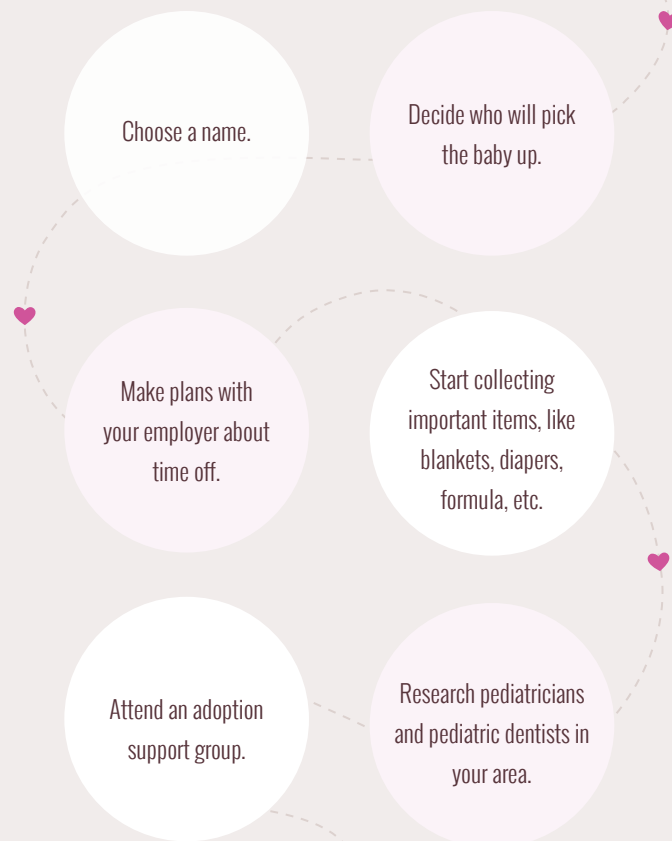 Choose a name.
Decide who will pick
the baby up.
Make plans with
your employer about
time off.
Start collecting
important items, like
blankets, diapers,
formula, etc.
Attend an adoption
support group.
Research pediatricians
and pediatric dentists in
your area.